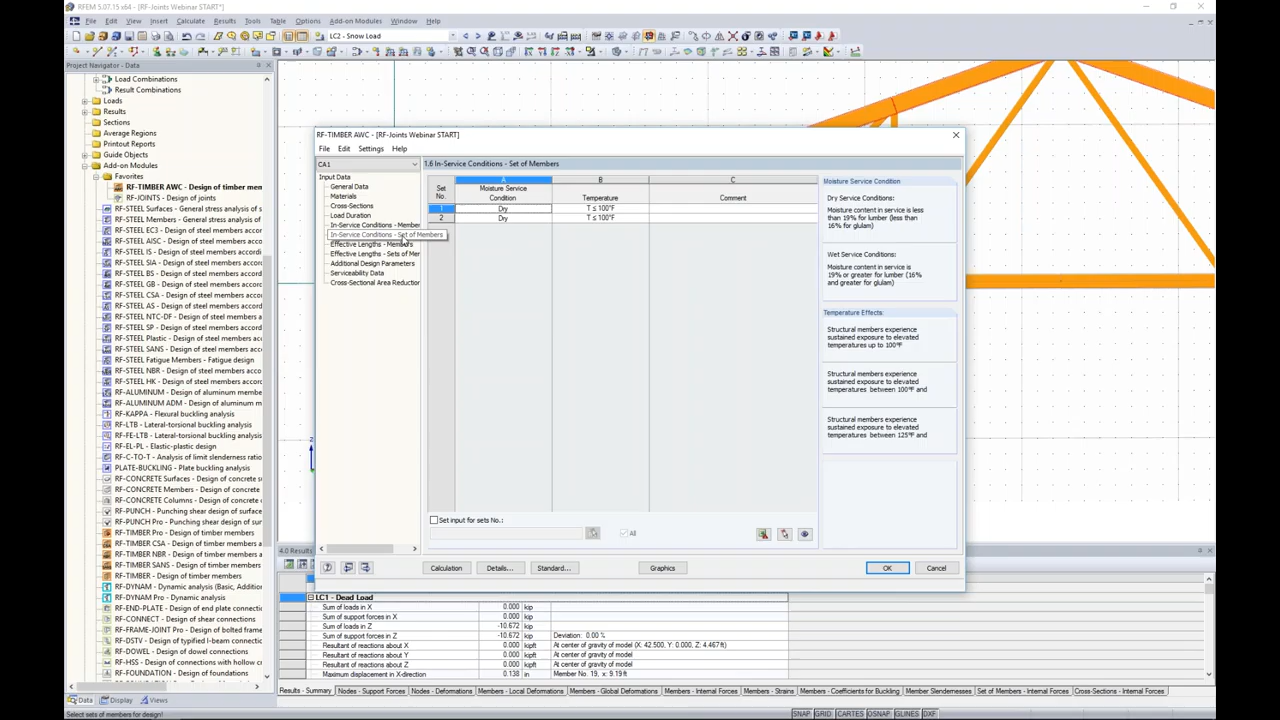 RFEM 5.07.15 x64 - [RF-Joints Webinar START*]
File Edit View Insert Calculate Results Tools Table Options Add-on Modules Window Help
LC2 - Snow Load
Project Navigator - Data
Load Combinations
Result Combinations
Loads
Results
Sections
Average Regions
Printout Reports
Guide Objects
Add-on Modules
Favorites
RF-TIMBER AWC - Design of timber mem
RF-JOINTS - Design of joints
RF-STEEL Surfaces - General stress analysis of s
RF-STEEL Members - General stress analysis of
RF-STEEL EC3 - Design of steel members accord
RF-STEEL AISC - Design of steel members accor
RF-STEEL IS - Design of steel members accordin
RF-STEEL SIA - Design of steel members accord
RF-STEEL BS - Design of steel members accord
RF-STEEL GB - Design of steel members accord
RF-STEEL CSA - Design of steel members accor
RF-STEEL AS - Design of steel members accord
RF-STEEL NTC-DF - Design of steel members
RF-STEEL SP - Design of steel members accord
RF-STEEL Plastic - Design of steel members acc
RF-STEEL SANS - Design of steel members acco
RF-STEEL Fatigue Members - Fatigue design
RF-STEEL NBR - Design of steel members accor
RF-STEEL HK - Design of steel members accord
RF-ALUMINUM - Design of aluminum membe
RF-ALUMINUM ADM - Design of aluminum m
RF-KAPPA - Flexural buckling analysis
RF-LTB - Lateral-torsional buckling analysis
RF-FE-LTB - Lateral-torsional buckling analysis
RF-EL-PL - Elastic-plastic design
RF-C-TO-T - Analysis of limit slenderness ratio
PLATE-BUCKLING - Plate buckling analysis
RF-CONCRETE Surfaces - Design of concrete su
RF-CONCRETE Members - Design of concrete
RF-CONCRETE Columns - Design of concrete
RF-PUNCH - Punching shear design of surface
RF-PUNCH Pro - Punching shear design of surf
RF-TIMBER Pro - Design of timber members
RF-TIMBER CSA - Design of timber members
RF-TIMBER NBR - Design of timber members
RF-TIMBER SANS - Design of timber members
RF-TIMBER - Design of timber members
RF-DYNAM - Dynamic analysis (Basic, Addition
RF-DYNAM Pro - Dynamic analysis
RF-END-PLATE - Design of end plate connectio
RF-CONNECT - Design of shear connections
RF-FRAME-JOINT Pro - Design of bolted frame
RF-DSTV - Design of typified I-beam connectio
RF-DOWEL - Design of dowel connections
RF-HSS - Design of connections with hollow cr
RF-FOUNDATION - Design of foundations
Data Display Views
Select sets of members for design!
RF-TIMBER AWC - [RF-Joints Webinar START]
File Edit Settings Help
CA1
Input Data
General Data
Materials
Cross-Sections
Load Duration
In-Service Conditions - Member
In-Service Conditions - Set of Members
Effective Lengths - Members
Effective Lengths - Sets of Mer
Additional Design Parameters
Serviceability Data
Cross-Sectional Area Reduction
1.6 In-Service Conditions - Set of Members
A B C
Set No. Moisture Service Condition Temperature Comment
1 Dry T ≤ 100°F
2 Dry T ≤ 100°F
Set input for sets No.:
All
Moisture Service Condition
Dry Service Conditions:
Moisture content in service is less
than 19% for lumber (less than
16% for glulam)
Wet Service Conditions:
Moisture content in service is
19% or greater for lumber (16%
and greater for glulam)
Temperature Effects:
Structural members experience
sustained exposure to elevated
temperatures up to 100°F
Structural members experience
sustained exposure to elevated
temperatures between 100°F and
Structural members experience
sustained exposure to elevated
temperatures between 125°F and
Calculation Details... Standard... Graphics OK Cancel
Z
4.0 Results
LC1 - Dead Load
Sum of loads in X 0.000 kip
Sum of support forces in X 0.000 kip
Sum of loads in Z -10.672 kip
Sum of support forces in Z -10.672 kip Deviation: 0.00 %
Resultant of reactions about X 0.000 kipft At center of gravity of model (X: 42.500, Y: 0.000, Z: 4.467 ft)
Resultant of reactions about Y 0.000 kipft At center of gravity of model
Resultant of reactions about Z 0.000 kipft At center of gravity of model
Maximum displacement in X-direction 0.138 in Member No. 19, x: 9.19 ft
Results - Summary Nodes - Support Forces Nodes - Deformations Members - Local Deformations Members - Global Deformations Members - Internal Forces Members - Strains Members - Coefficients for Buckling Member Slendernesses Set of Members - Internal Forces Cross-Sections - Internal Forces
SNAP GRID CARTES OSNAP GLINES DXF